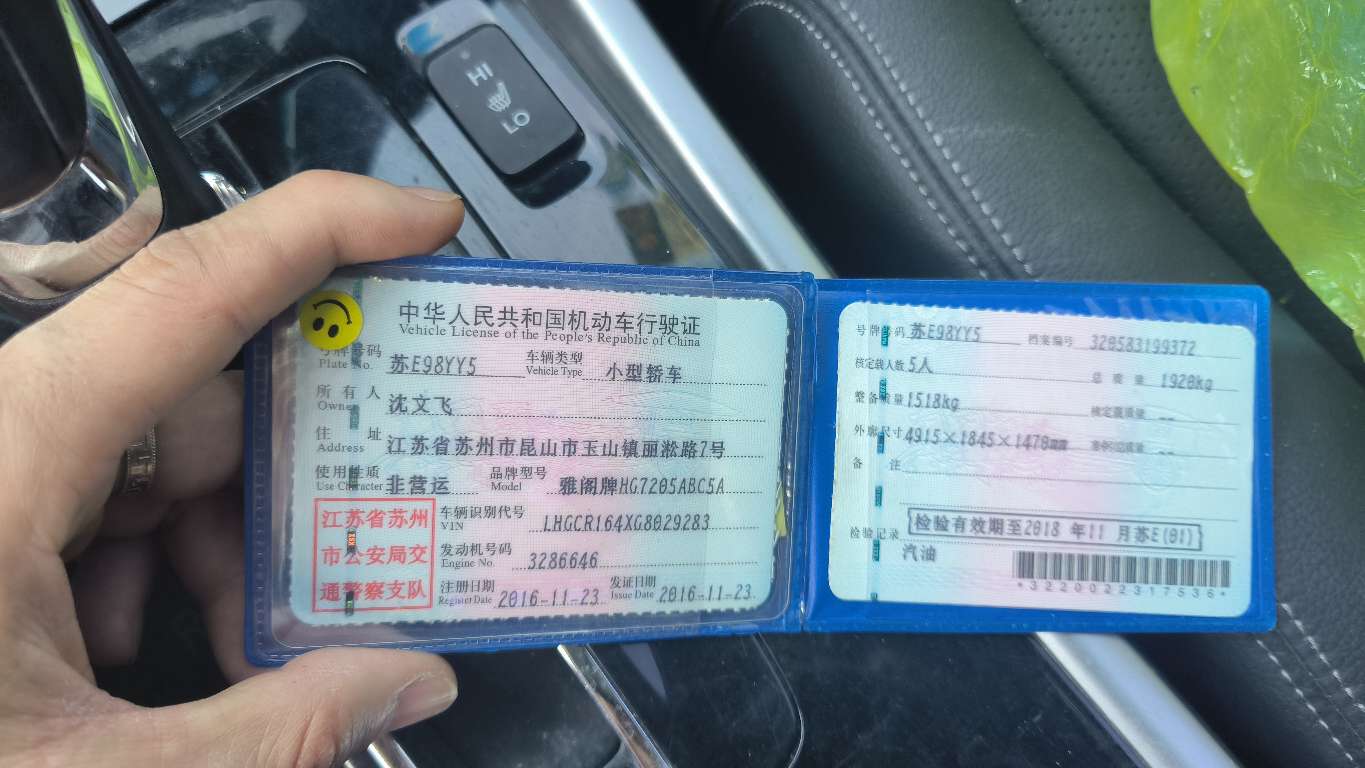 HI
LO
中华人民共和国机动车行驶证
Vehicle License of the People's Republic of China
号牌号码 苏E98YY5 车辆类型 小型轿车
Plate No. Vehicle Type
所有人 沈文飞
Owner
住址 江苏省苏州市昆山市玉山镇丽淞路7号
Address
使用性质 非营运 品牌型号 雅阁牌HG7205ABC5A
Use Character Model
江苏省苏州
市公安局交
通警察支队
车辆识别代号 LHGCR164XG8029283
VIN
发动机号码 3286646
Engine No.
注册日期 2016-11-23 发证日期 2016-11-23
Register Date Issue Date
号牌号码 苏E98YY5 档案编号 320583199372
核定载人数 5人 总质量 1920kg
整备质量 1518kg 核定载质量 --
外廓尺寸 4915×1845×1470mm 准牵引总质量 --
备注
检验记录 检验有效期至2018 年11 月苏E(01)
汽油
*3220022317536*